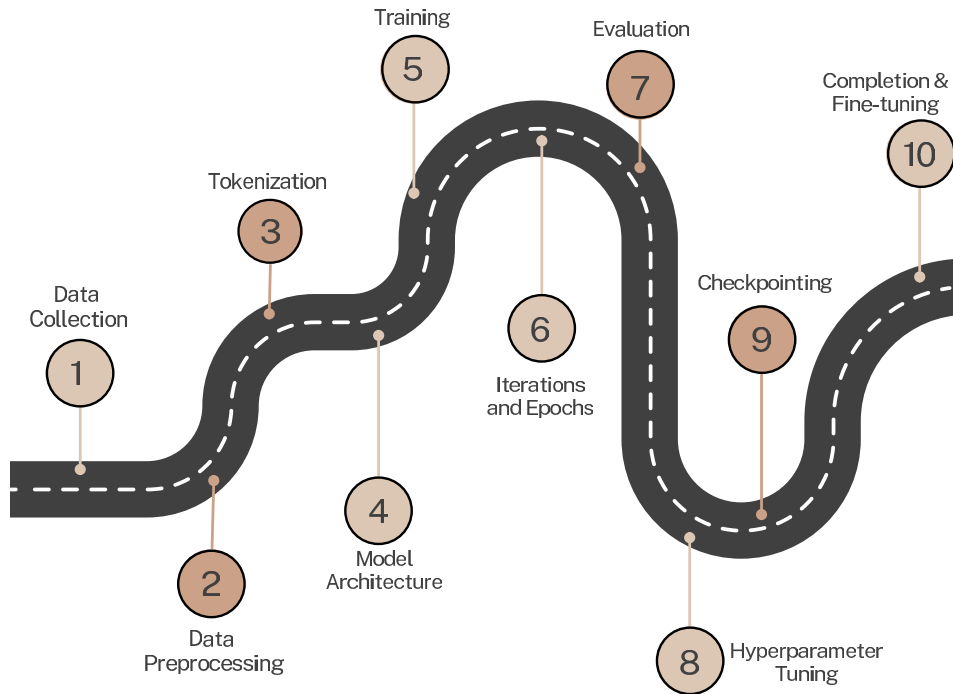 1
Data
Collection
2
Data
Preprocessing
3
Tokenization
4
Model
Architecture
5
Training
6
Iterations
and Epochs
7
Evaluation
8
Hyperparameter
Tuning
9
Checkpointing
10
Completion &
Fine-tuning